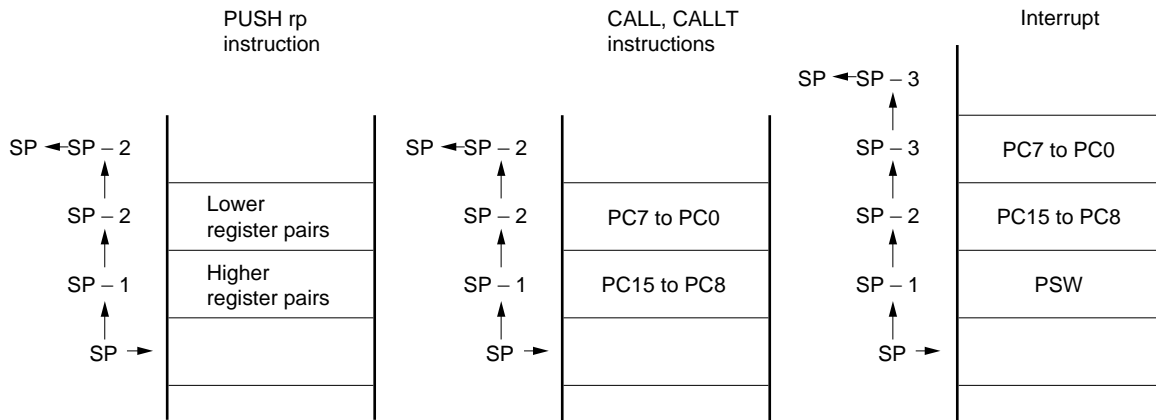 PUSH rp
instruction
SP ← SP – 2
SP – 2
SP – 1
SP
Lower
register pairs
Higher
register pairs
CALL, CALLT
instructions
SP ← SP – 2
SP – 2
SP – 1
SP
PC7 to PC0
PC15 to PC8
Interrupt
SP ← SP – 3
SP – 3
SP – 2
SP – 1
SP
PC7 to PC0
PC15 to PC8
PSW